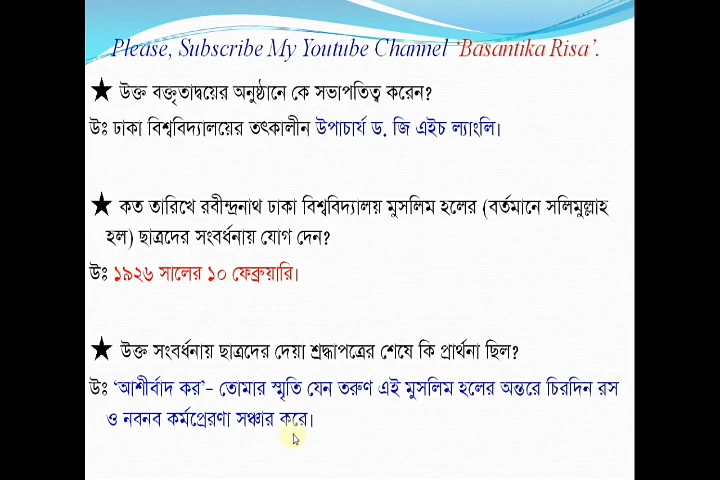 Please, Subscribe My Youtube Channel ‘Basantika Risa’.
★ উক্ত বক্তৃতাদ্বয়ের অনুষ্ঠানে কে সভাপতিত্ব করেন?
উঃ ঢাকা বিশ্ববিদ্যালয়ের তৎকালীন উপাচার্য ড. জি এইচ ল্যাংলি।
★ কত তারিখে রবীন্দ্রনাথ ঢাকা বিশ্ববিদ্যালয় মুসলিম হলের (বর্তমানে সলিমুল্লাহ
হল) ছাত্রদের সংবর্ধনায় যোগ দেন?
উঃ ১৯২৬ সালের ১০ ফেব্রুয়ারি।
★ উক্ত সংবর্ধনায় ছাত্রদের দেয়া শ্রদ্ধাপত্রের শেষে কি প্রার্থনা ছিল?
উঃ ‘আশীর্বাদ কর’- তোমার স্মৃতি যেন তরুণ এই মুসলিম হলের অন্তরে চিরদিন রস
ও নবনব কর্মপ্রেরণা সঞ্চার করে।